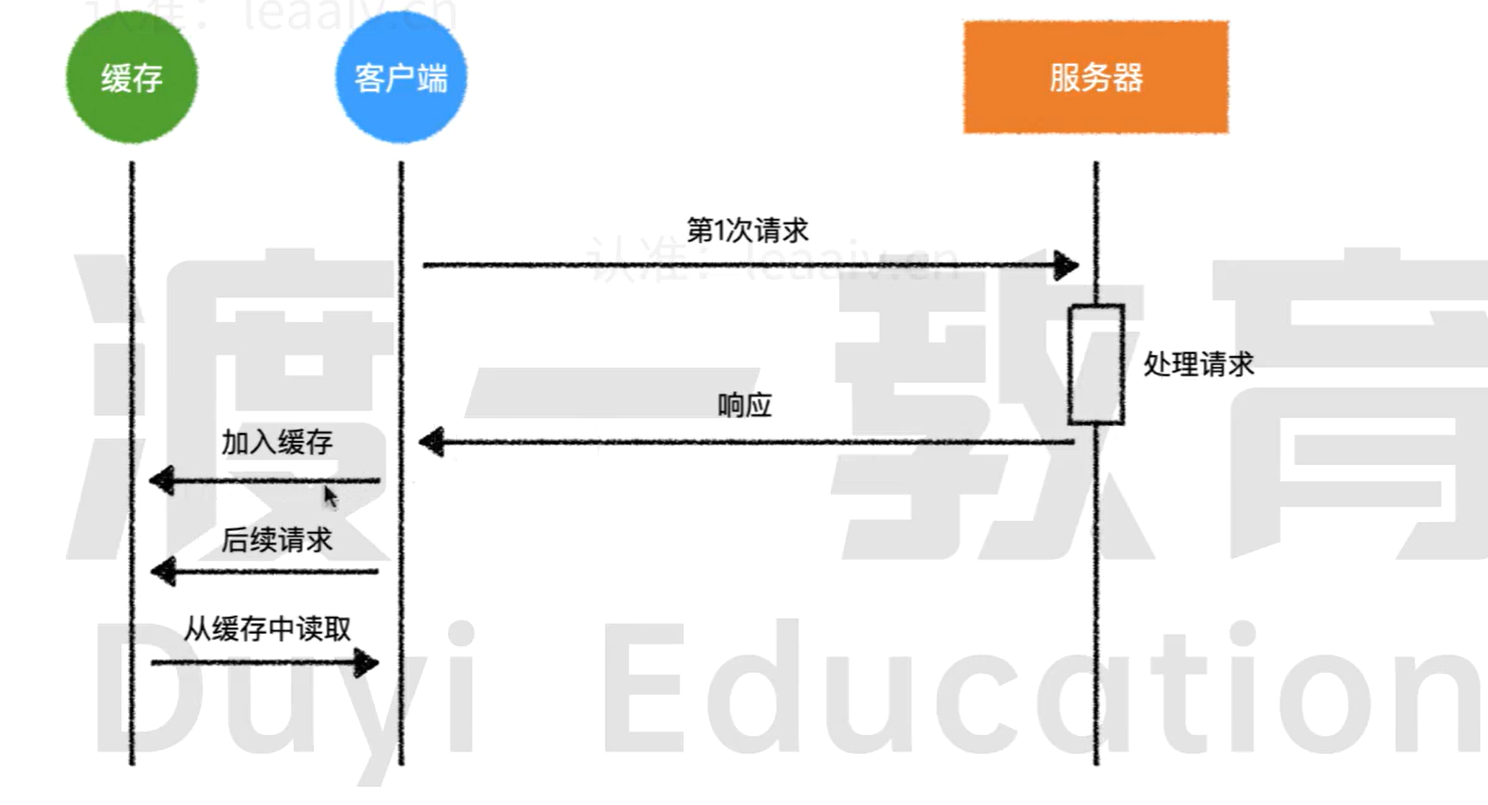 认准：leaaiv.cn
缓存
客户端
服务器
第1次请求
认准：leaaiv.cn
处理请求
响应
加入缓存
后续请求
从缓存中读取
渡一教育
Duyi Education